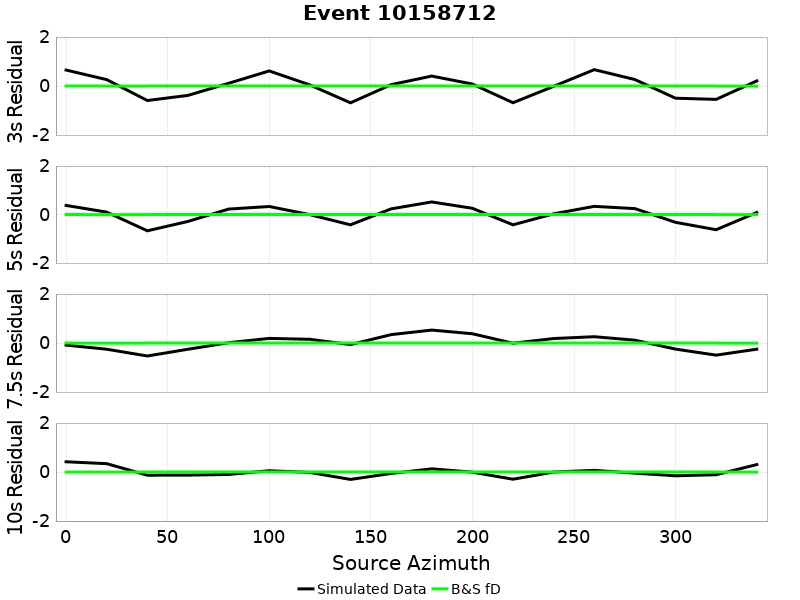 Event 10158712
3s Residual
2
0
-2
5s Residual
2
0
-2
7.5s Residual
2
0
-2
10s Residual
2
0
-2
0 50 100 150 200 250 300
Source Azimuth
Simulated Data B&S fD